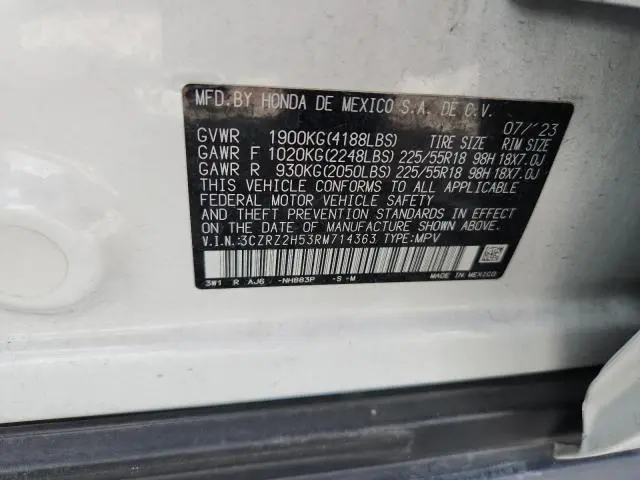 MFD. BY HONDA DE MEXICO S.A. DE C.V.
07/'23
GVWR 1900KG(4188LBS) TIRE SIZE RIM SIZE
GAWR F 1020KG(2248LBS) 225/55R18 98H 18X7.0J
GAWR R 930KG(2050LBS) 225/55R18 98H 18X7.0J
THIS VEHICLE CONFORMS TO ALL APPLICABLE
FEDERAL MOTOR VEHICLE SAFETY
AND THEFT PREVENTION STANDARDS IN EFFECT
ON THE DATE OF MANUFACTURE SHOWN ABOVE.
V.I.N.:3CZRZ2H53RM714363 TYPE:MPV
3W1 R AJ6 -NH883P -S-M MADE IN MEXICO